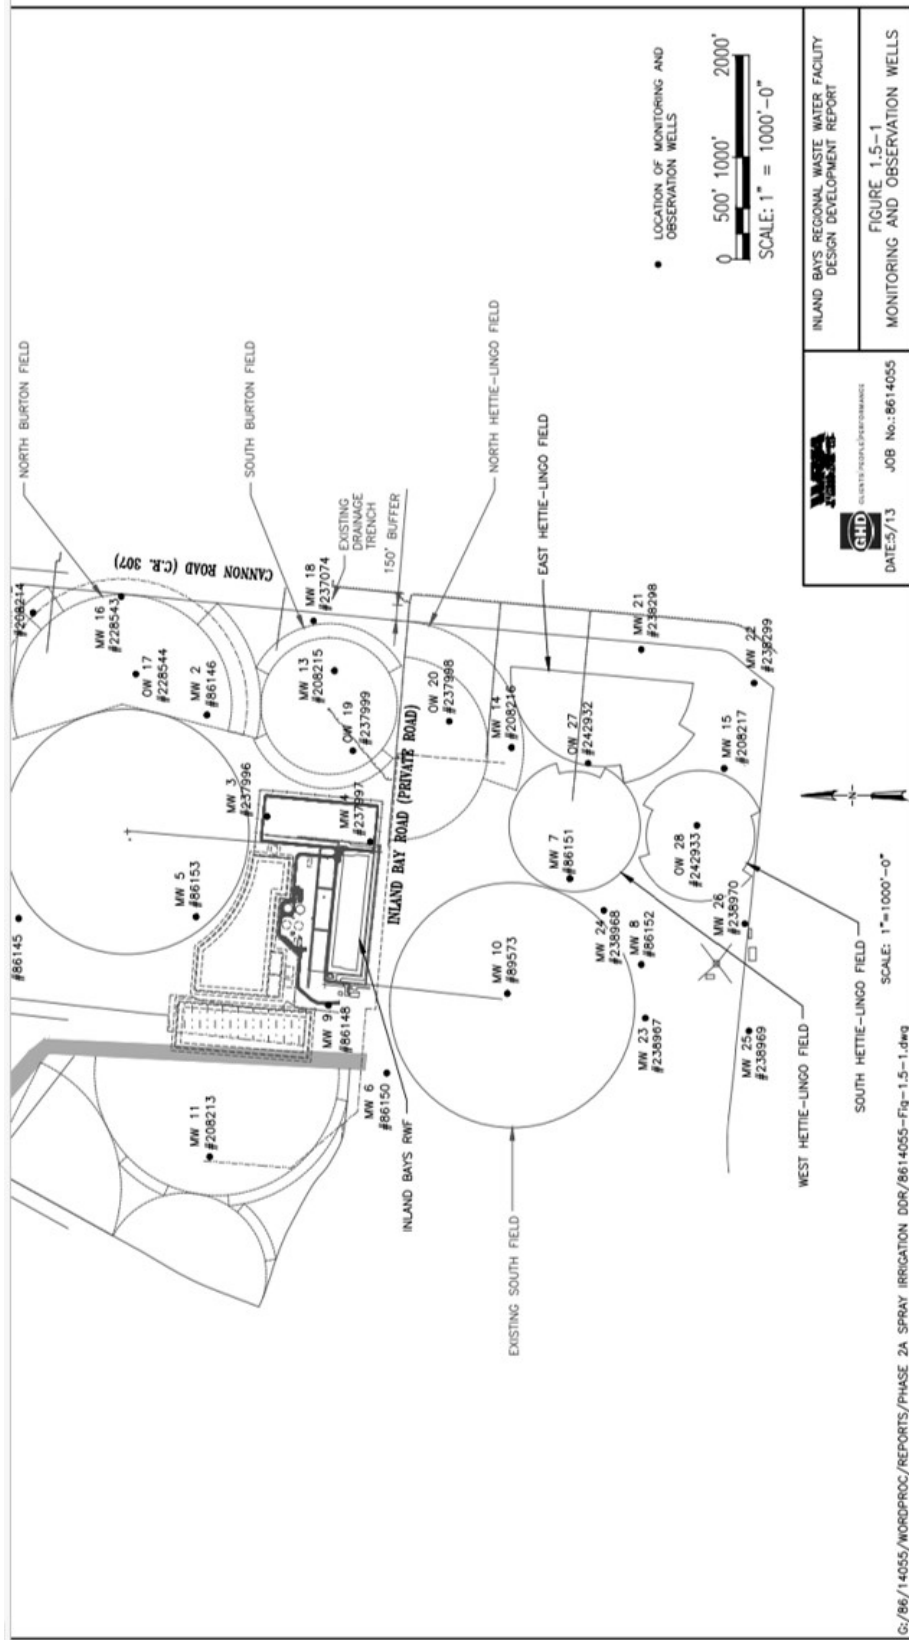 NORTH BURTON FIELD
SOUTH BURTON FIELD
NORTH HETTIE-LINGO FIELD
EAST HETTIE-LINGO FIELD
CANNON ROAD (C.R. 307)
EXISTING
DRAINAGE
TRENCH
150' BUFFER
#208214
MW 16
#228543
OW 17
#228544
MW 2
#86146
MW 18
#237074
MW 13
#208215
OW 19
#237999
OW 20
#237998
MW 14
#208216
OW 27
#242932
MW 21
#238298
MW 22
#238299
MW 15
#208217
MW 3
#237996
MW 4
#237997
INLAND BAY ROAD (PRIVATE ROAD)
MW 5
#86153
#86145
MW 7
#86151
OW 28
#242933
MW 10
#89573
MW 24
#238968
MW 8
#86152
MW 26
#238970
MW 9
#86148
MW 6
#86150
MW 11
#208213
MW 23
#238967
MW 25
#238969
INLAND BAYS RWF
EXISTING SOUTH FIELD
WEST HETTIE-LINGO FIELD
SOUTH HETTIE-LINGO FIELD
-N-
SCALE: 1"=1000'-0"
LOCATION OF MONITORING AND
OBSERVATION WELLS
0 500' 1000' 2000'
SCALE: 1" = 1000'-0"
GHD
CLIENTS|PEOPLE|PERFORMANCE
DATE:5/13 JOB No.:8614055
INLAND BAYS REGIONAL WASTE WATER FACILITY
DESIGN DEVELOPMENT REPORT
FIGURE 1.5-1
MONITORING AND OBSERVATION WELLS
G:/86/14055/WORDPROC/REPORTS/PHASE 2A SPRAY IRRIGATION DDR/8614055-Fig-1.5-1.dwg